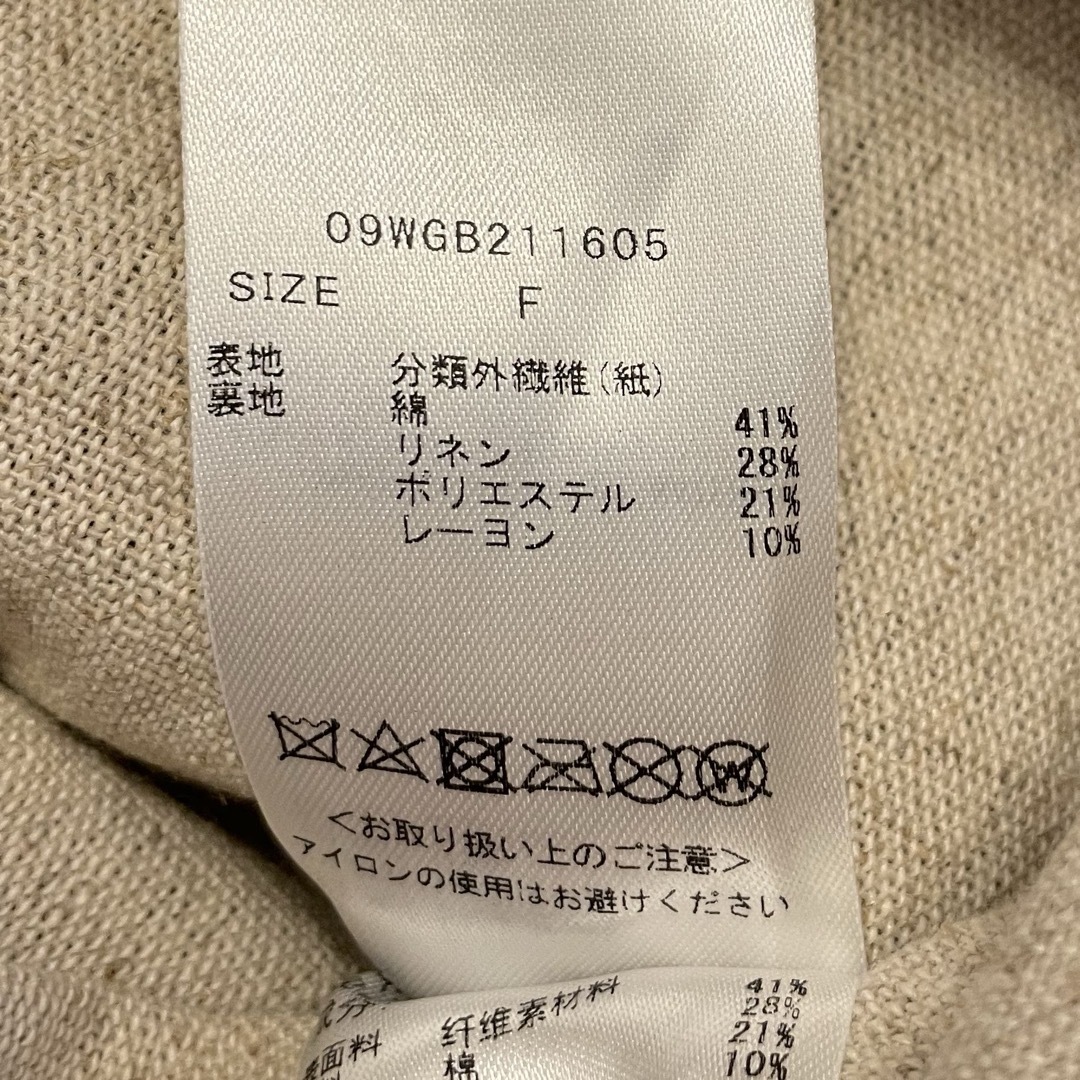 09WGB211605
SIZE F
表地 分類外繊維(紙)
裏地 綿 41%
リネン 28%
ポリエステル 21%
レーヨン 10%
W
<お取り扱い上のご注意>
アイロンの使用はお避けください
41%
28%
纤维素材料 21%
面料 棉 10%